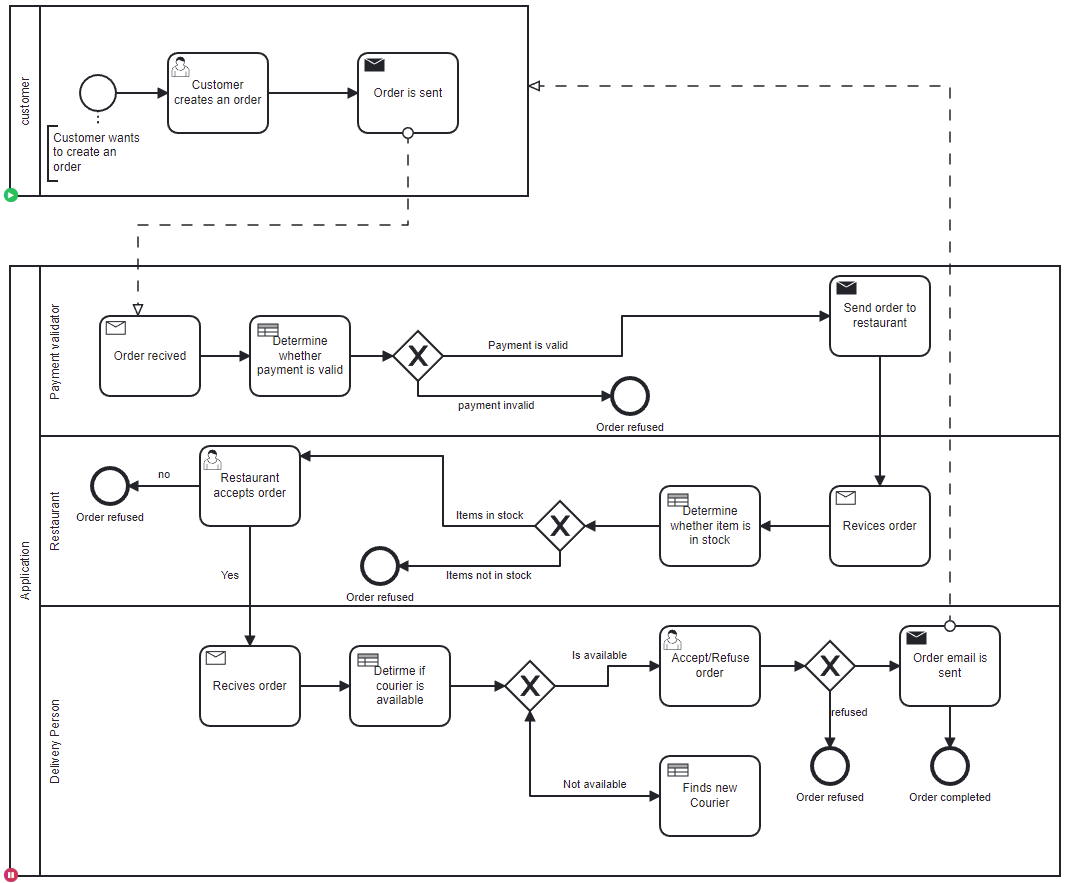 customer
Customer wants
to create an
order
Customer
creates an order
Order is sent
Application
Payment validator
Order recived
Determine
whether
payment is valid
Payment is valid
payment invalid
Order refused
Send order to
restaurant
Restaurant
Order refused
no
Restaurant
accepts order
Yes
Items in stock
Items not in stock
Order refused
Determine
whether item is
in stock
Revices order
Delivery Person
Recives order
Detirme if
courier is
available
Is available
Not available
Accept/Refuse
order
Finds new
Courier
refused
Order refused
Order email is
sent
Order completed